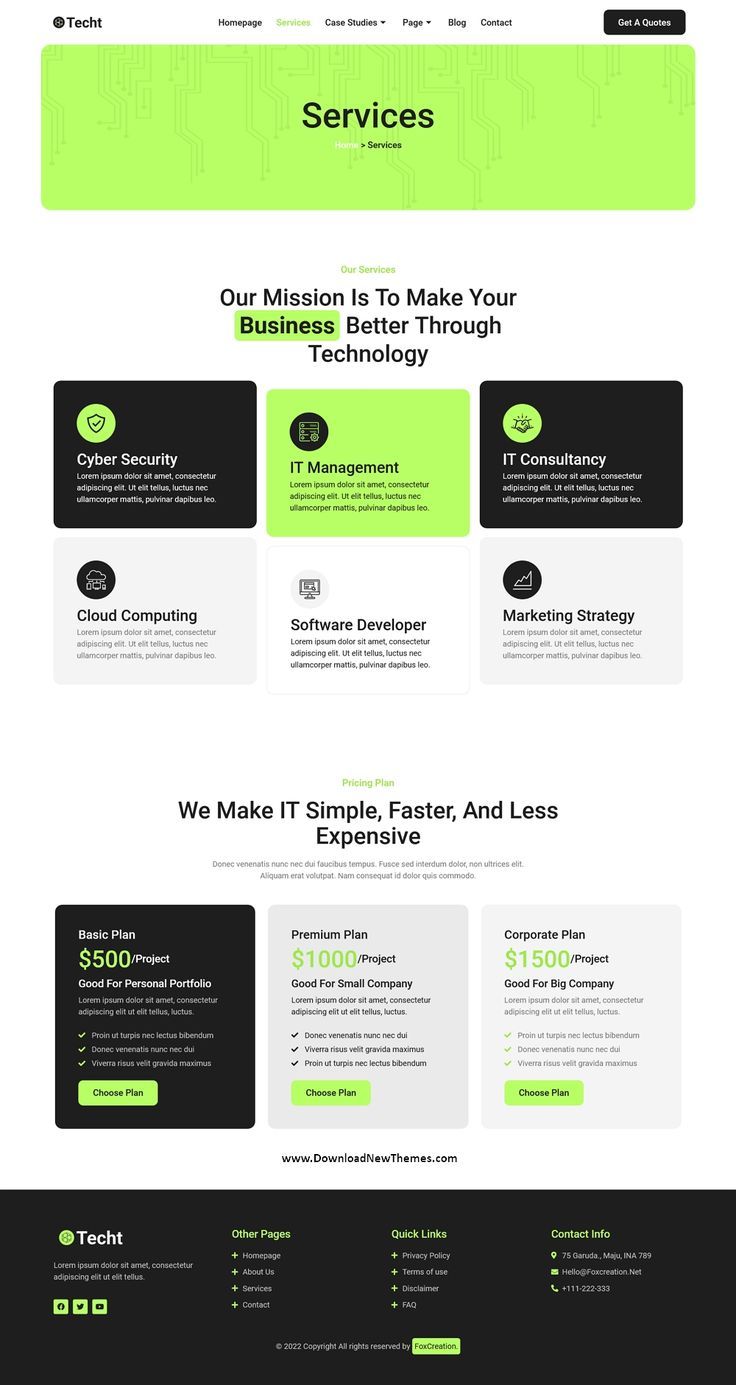 Techt
Homepage Services Case Studies Page Blog Contact
Get A Quotes
Services
Home > Services
Our Services
Our Mission Is To Make Your
Business Better Through
Technology
Cyber Security
Lorem ipsum dolor sit amet, consectetur
adipiscing elit. Ut elit tellus, luctus nec
ullamcorper mattis, pulvinar dapibus leo.
IT Management
Lorem ipsum dolor sit amet, consectetur
adipiscing elit. Ut elit tellus, luctus nec
ullamcorper mattis, pulvinar dapibus leo.
IT Consultancy
Lorem ipsum dolor sit amet, consectetur
adipiscing elit. Ut elit tellus, luctus nec
ullamcorper mattis, pulvinar dapibus leo.
Cloud Computing
Lorem ipsum dolor sit amet, consectetur
adipiscing elit. Ut elit tellus, luctus nec
ullamcorper mattis, pulvinar dapibus leo.
Software Developer
Lorem ipsum dolor sit amet, consectetur
adipiscing elit. Ut elit tellus, luctus nec
ullamcorper mattis, pulvinar dapibus leo.
Marketing Strategy
Lorem ipsum dolor sit amet, consectetur
adipiscing elit. Ut elit tellus, luctus nec
ullamcorper mattis, pulvinar dapibus leo.
Pricing Plan
We Make IT Simple, Faster, And Less
Expensive
Donec venenatis nunc nec dui faucibus tempus. Fusce sed interdum dolor, non ultrices elit.
Aliquam erat volutpat. Nam consequat id dolor quis commodo.
Basic Plan
$500/Project
Good For Personal Portfolio
Lorem ipsum dolor sit amet, consectetur
adipiscing elit ut elit tellus, luctus.
Proin ut turpis nec lectus bibendum
Donec venenatis nunc nec dui
Viverra risus velit gravida maximus
Choose Plan
Premium Plan
$1000/Project
Good For Small Company
Lorem ipsum dolor sit amet, consectetur
adipiscing elit ut elit tellus, luctus.
Donec venenatis nunc nec dui
Viverra risus velit gravida maximus
Proin ut turpis nec lectus bibendum
Choose Plan
Corporate Plan
$1500/Project
Good For Big Company
Lorem ipsum dolor sit amet, consectetur
adipiscing elit ut elit tellus, luctus.
Proin ut turpis nec lectus bibendum
Donec venenatis nunc nec dui
Viverra risus velit gravida maximus
Choose Plan
www.DownloadNewThemes.com
Techt
Lorem ipsum dolor sit amet, consectetur
adipiscing elit ut elit tellus.
Other Pages
Homepage
About Us
Services
Contact
Quick Links
Privacy Policy
Terms of use
Disclaimer
FAQ
Contact Info
75 Garuda., Maju, INA 789
Hello@Foxcreation.Net
+111-222-333
© 2022 Copyright All rights reserved by FoxCreation.